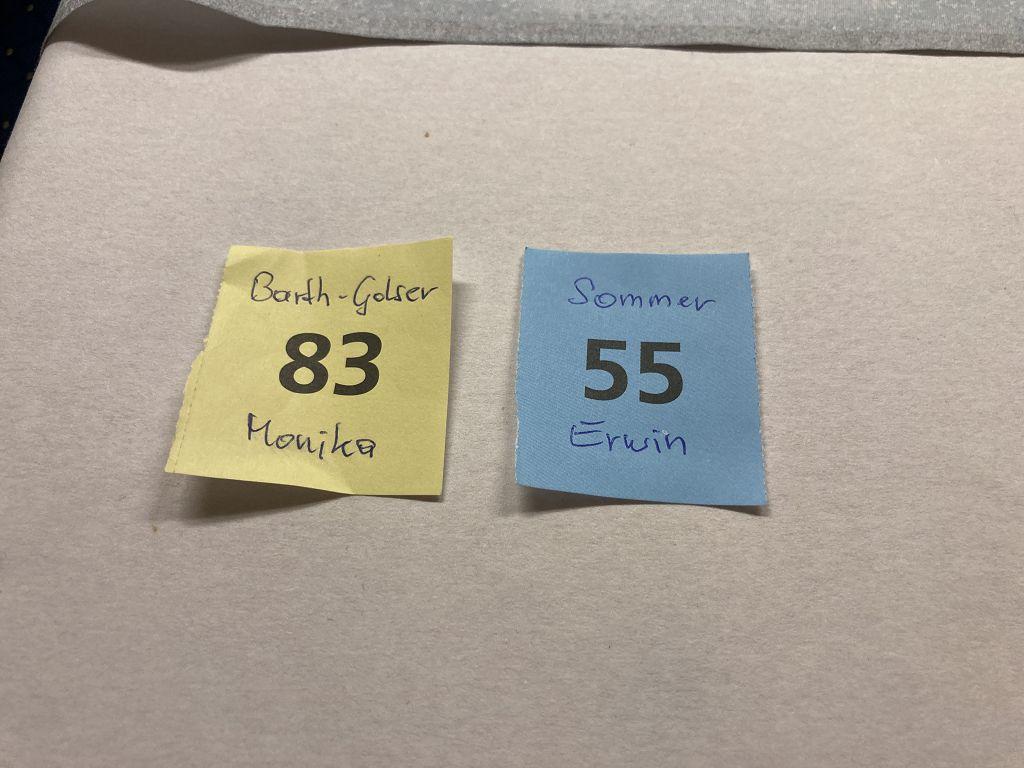 Barth-Golser
83
Monika
Sommer
55
Erwin